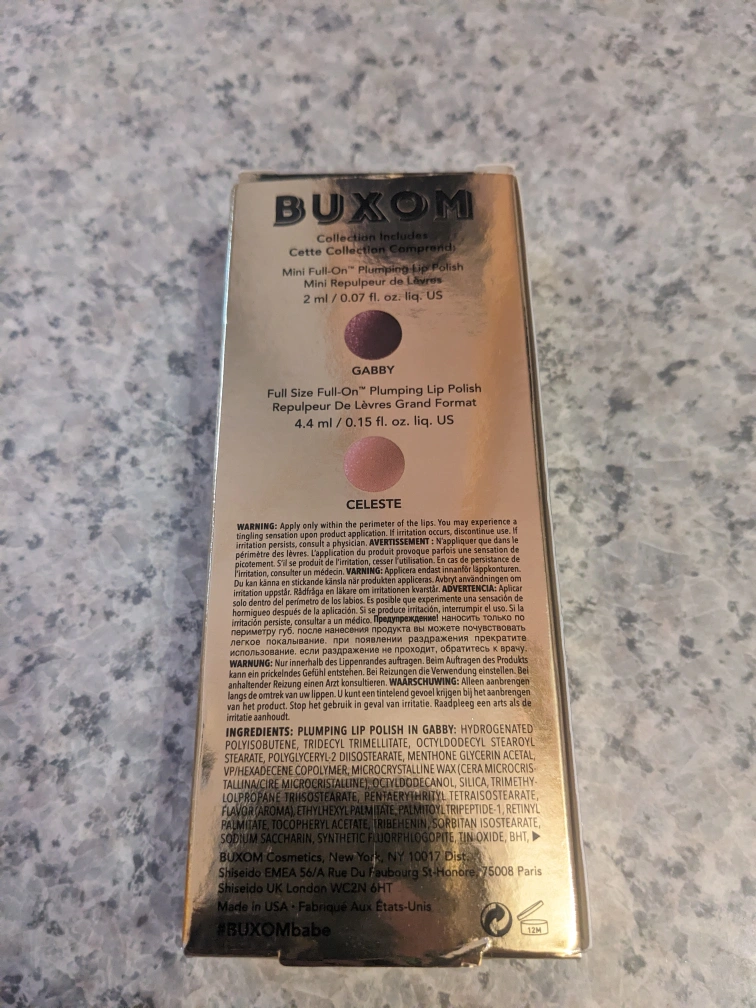 BUXOM
Collection Includes
Cette Collection Comprend:
Mini Full-On™ Plumping Lip Polish
Mini Repulpeur de Lèvres
2 ml / 0.07 fl. oz. liq. US
GABBY
Full Size Full-On™ Plumping Lip Polish
Repulpeur De Lèvres Grand Format
4.4 ml / 0.15 fl. oz. liq. US
CELESTE
WARNING: Apply only within the perimeter of the lips. You may experience a
tingling sensation upon product application. If irritation occurs, discontinue use. If
irritation persists, consult a physician. AVERTISSEMENT : N'appliquer que dans le
périmètre des lèvres. L'application du produit provoque parfois une sensation de
picotement. S'il se produit de l'irritation, cesser l'utilisation. En cas de persistance de
l'irritation, consulter un médecin. VARNING: Applicera endast innanför läppkonturen.
Du kan känna en stickande känsla när produkten appliceras. Avbryt användningen om
irritation uppstår. Rådfråga en läkare om irritationen kvarstår. ADVERTENCIA: Aplicar
solo dentro del perímetro de los labios. Es posible que experimente una sensación de
hormigueo después de la aplicación. Si se produce irritación, interrumpir el uso. Si la
irritación persiste, consultar a un médico. Предупреждение! наносить только по
периметру губ. после нанесения продукта вы можете почувствовать
легкое покалывание. при появлении раздражения прекратите
использование. если раздражение не проходит, обратитесь к врачу.
WARNUNG: Nur innerhalb des Lippenrandes auftragen. Beim Auftragen des Produkts
kann ein prickelndes Gefühl entstehen. Bei Reizungen die Verwendung einstellen. Bei
anhaltender Reizung einen Arzt konsultieren. WAARSCHUWING: Alleen aanbrengen
langs de omtrek van uw lippen. U kunt een tintelend gevoel krijgen bij het aanbrengen
van het product. Stop het gebruik in geval van irritatie. Raadpleeg een arts als de
irritatie aanhoudt.
INGREDIENTS: PLUMPING LIP POLISH IN GABBY: HYDROGENATED
POLYISOBUTENE, TRIDECYL TRIMELLITATE, OCTYLDODECYL STEAROYL
STEARATE, POLYGLYCERYL-2 DIISOSTEARATE, MENTHONE GLYCERIN ACETAL,
VP/HEXADECENE COPOLYMER, MICROCRYSTALLINE WAX (CERA MICROCRIS-
TALLINA/CIRE MICROCRISTALLINE), OCTYLDODECANOL, SILICA, TRIMETHY-
LOLPROPANE TRIISOSTEARATE, PENTAERYTHRITYL TETRAISOSTEARATE,
FLAVOR (AROMA), ETHYLHEXYL PALMITATE, PALMITOYL TRIPEPTIDE-1, RETINYL
PALMITATE, TOCOPHERYL ACETATE, TRIBEHENIN, SORBITAN ISOSTEARATE,
SODIUM SACCHARIN, SYNTHETIC FLUORPHLOGOPITE, TIN OXIDE, BHT, ▶
BUXOM Cosmetics, New York, NY 10017 Dist.
Shiseido EMEA 56/A Rue Du Faubourg St-Honoré, 75008 Paris
Shiseido UK London WC2N 6HT
Made in USA • Fabriqué Aux États-Unis
#BUXOMbabe
12M